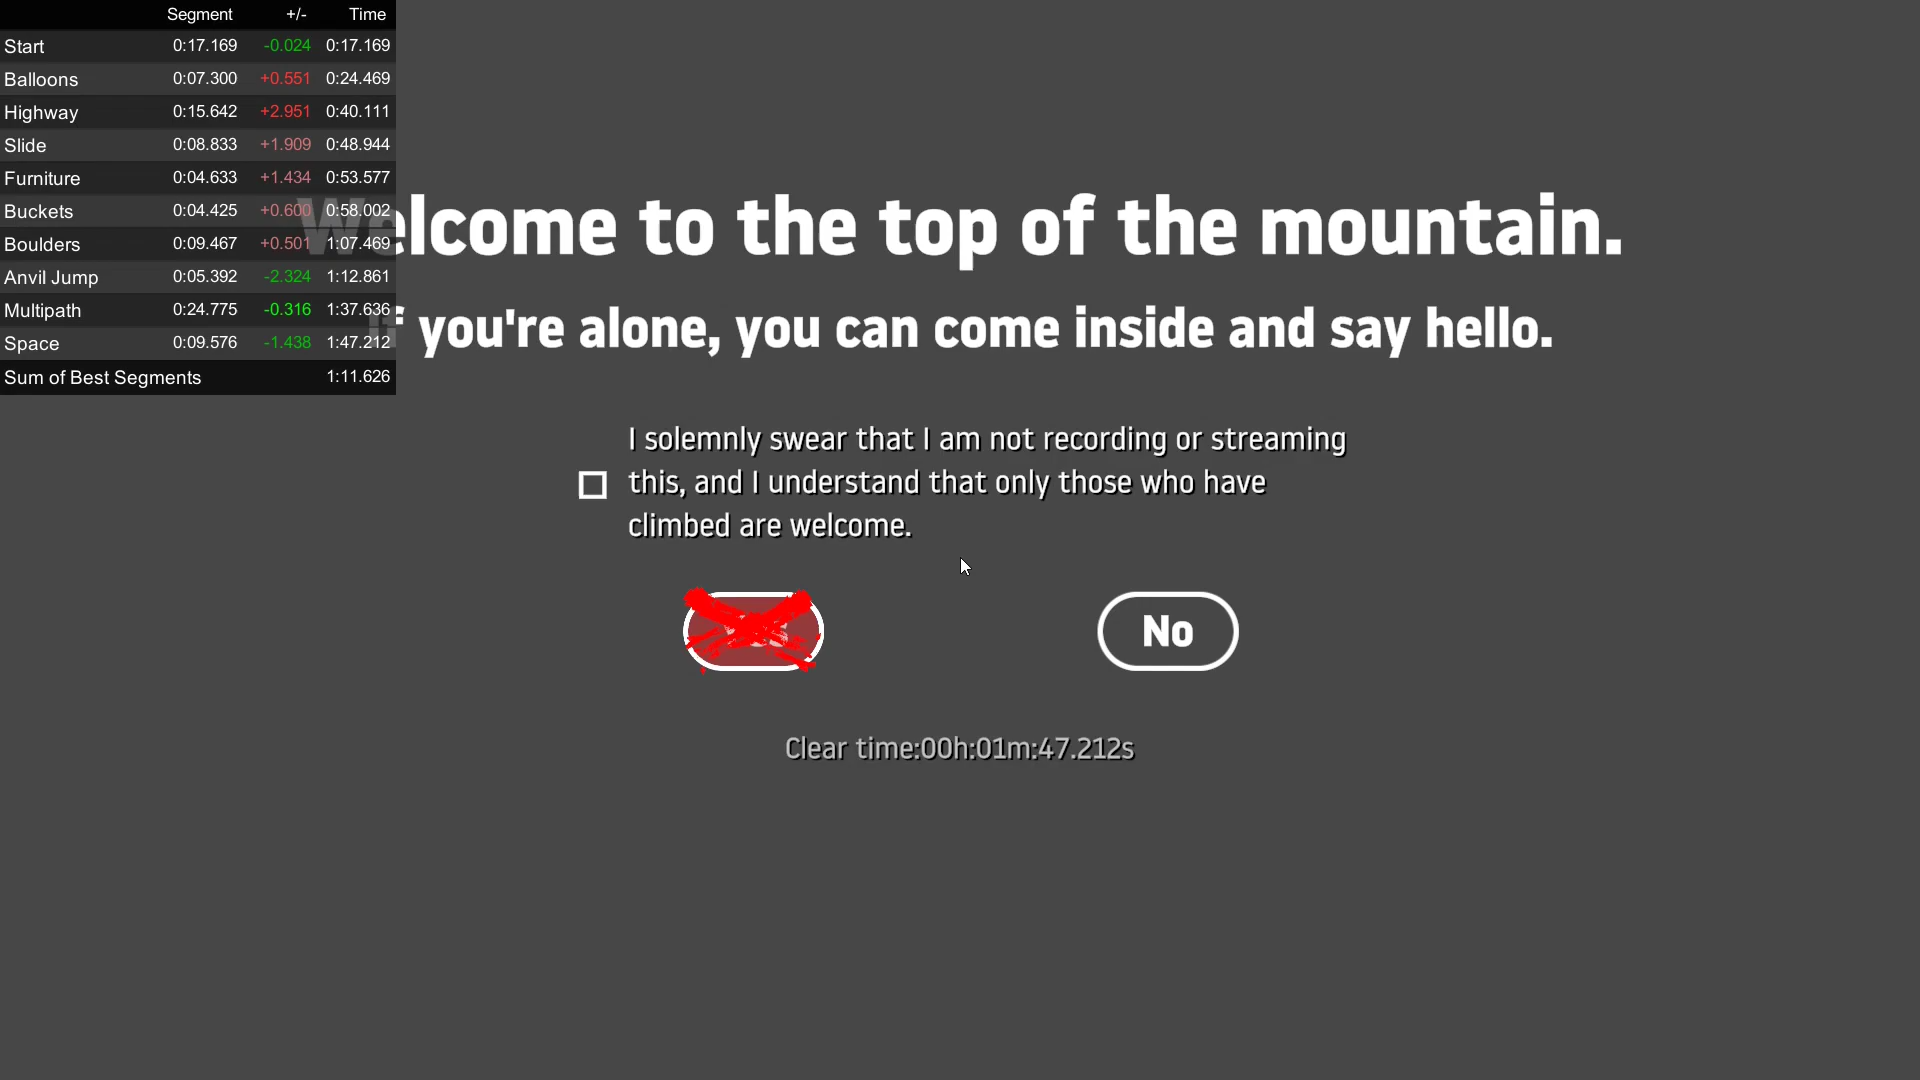 Segment +/- Time
Start 0:17.169 -0.024 0:17.169
Balloons 0:07.300 +0.551 0:24.469
Highway 0:15.642 +2.951 0:40.111
Slide 0:08.833 +1.909 0:48.944
Furniture 0:04.633 +1.434 0:53.577
Buckets 0:04.425 +0.600 0:58.002
Boulders 0:09.467 +0.501 1:07.469
Anvil Jump 0:05.392 -2.324 1:12.861
Multipath 0:24.775 -0.316 1:37.636
Space 0:09.576 -1.438 1:47.212
Sum of Best Segments 1:11.626
Welcome to the top of the mountain.
If you're alone, you can come inside and say hello.
I solemnly swear that I am not recording or streaming
this, and I understand that only those who have
climbed are welcome.
No
Clear time:00h:01m:47.212s